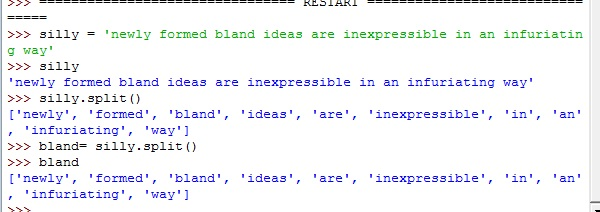 >>> ================================ RESTART ================================
>>> silly = 'newly formed bland ideas are inexpressible in an infuriatin
g way'
>>> silly
'newly formed bland ideas are inexpressible in an infuriating way'
>>> silly.split()
['newly', 'formed', 'bland', 'ideas', 'are', 'inexpressible', 'in', 'an'
, 'infuriating', 'way']
>>> bland= silly.split()
>>> bland
['newly', 'formed', 'bland', 'ideas', 'are', 'inexpressible', 'in', 'an'
, 'infuriating', 'way']
>>>